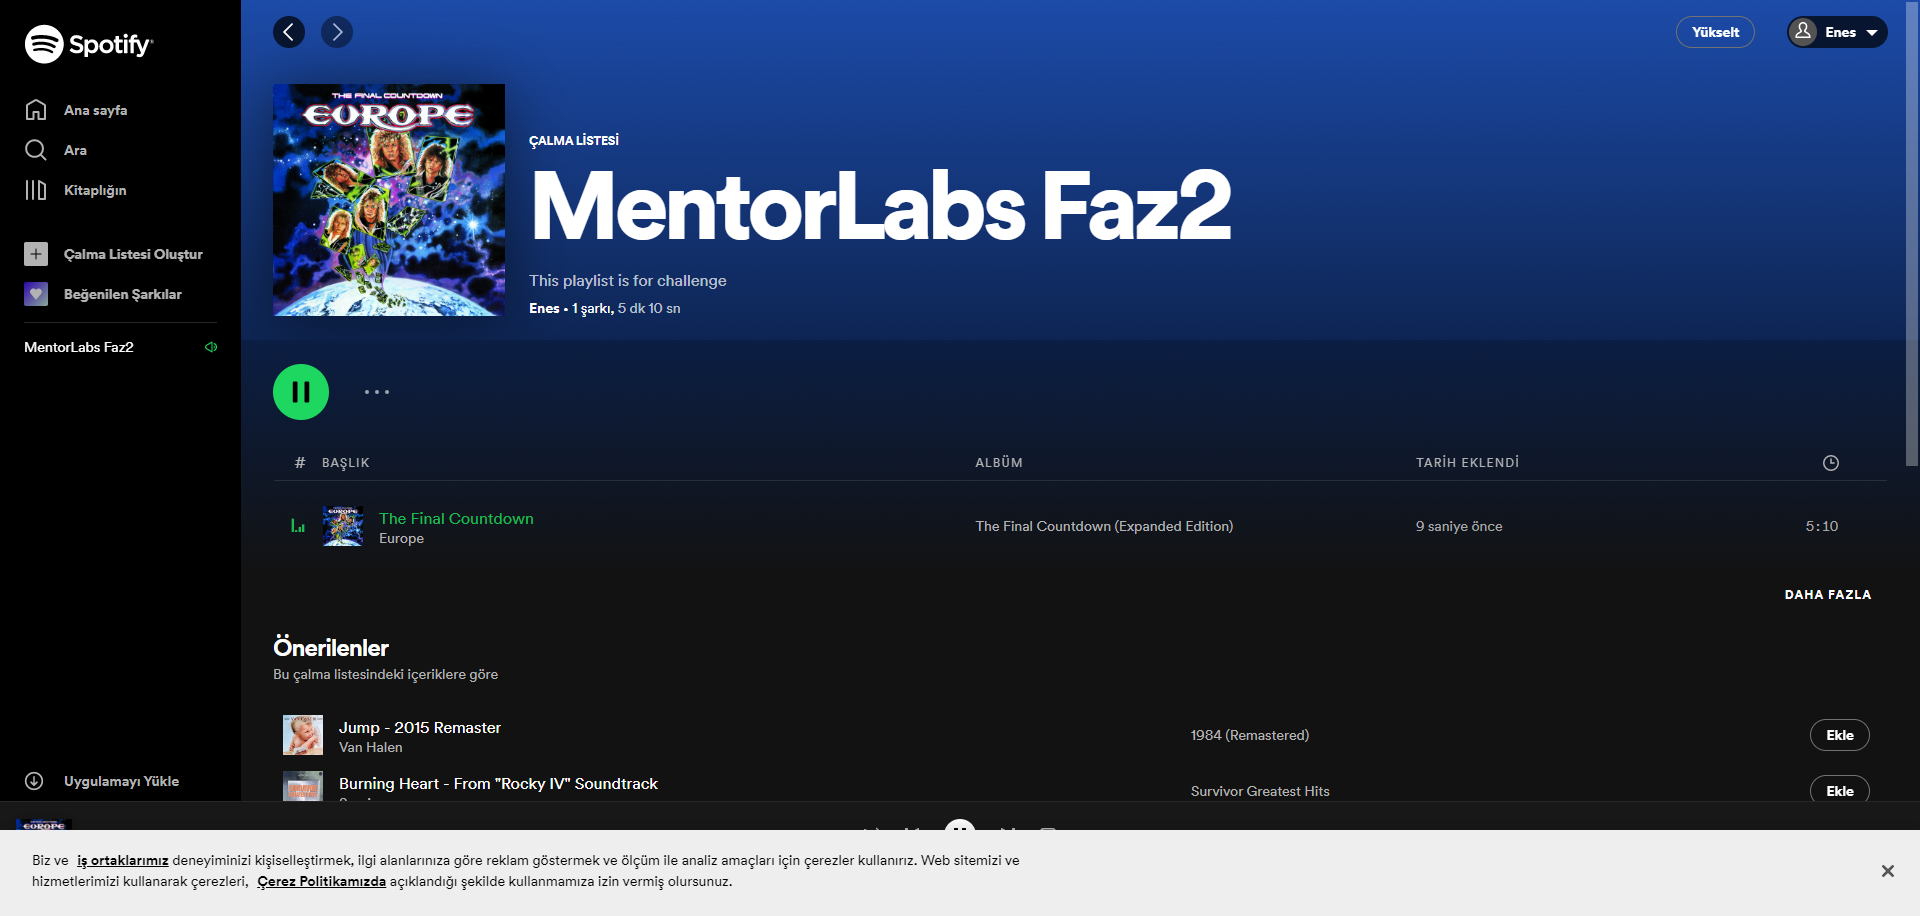 Spotify
Ana sayfa
Ara
Kitaplığın
Çalma Listesi Oluştur
Beğenilen Şarkılar
MentorLabs Faz2
Uygulamayı Yükle
Yükselt
Enes
THE FINAL COUNTDOWN
EUROPE
ÇALMA LİSTESİ
MentorLabs Faz2
This playlist is for challenge
Enes • 1 şarkı, 5 dk 10 sn
# BAŞLIK ALBÜM TARİH EKLENDİ
EUROPE
The Final Countdown The Final Countdown (Expanded Edition) 9 saniye önce 5:10
Europe
DAHA FAZLA
Önerilenler
Bu çalma listesindeki içeriklere göre
Jump - 2015 Remaster 1984 (Remastered) Ekle
Van Halen
Burning Heart - From "Rocky IV" Soundtrack Survivor Greatest Hits Ekle
EUROPE
Biz ve iş ortaklarımız deneyiminizi kişiselleştirmek, ilgi alanlarınıza göre reklam göstermek ve ölçüm ile analiz amaçları için çerezler kullanırız. Web sitemizi ve
hizmetlerimizi kullanarak çerezleri, Çerez Politikamızda açıklandığı şekilde kullanmamıza izin vermiş olursunuz.